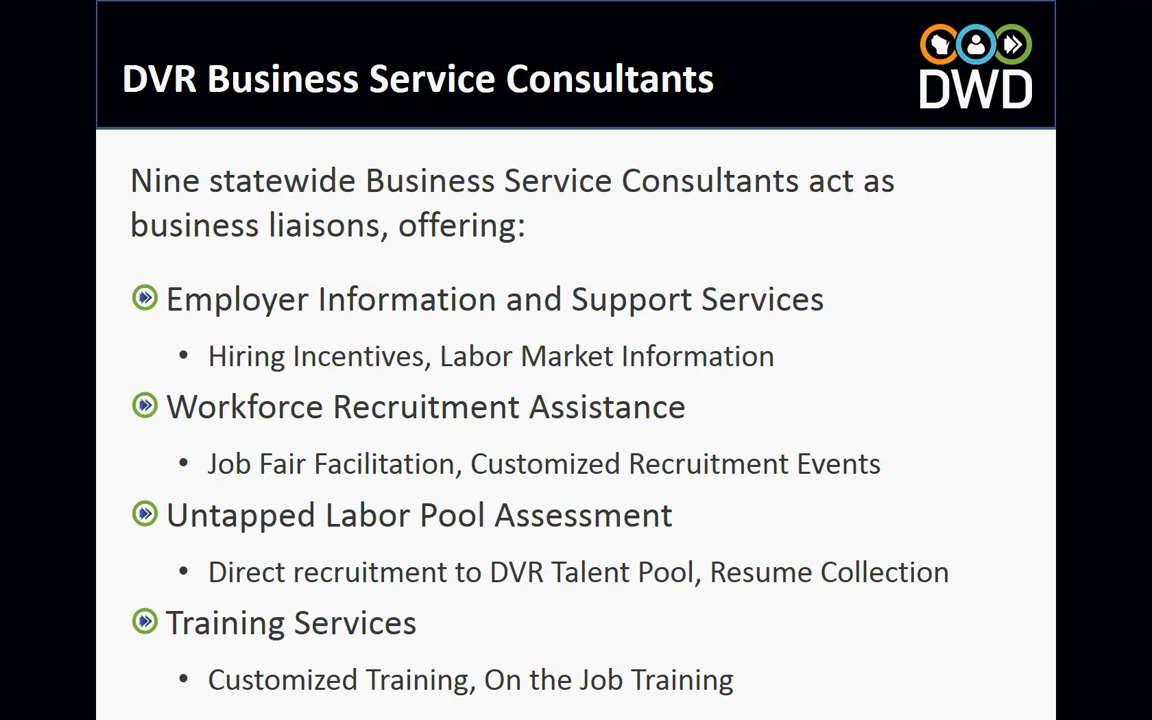 DVR Business Service Consultants
DWD
Nine statewide Business Service Consultants act as
business liaisons, offering:
Employer Information and Support Services
• Hiring Incentives, Labor Market Information
Workforce Recruitment Assistance
• Job Fair Facilitation, Customized Recruitment Events
Untapped Labor Pool Assessment
• Direct recruitment to DVR Talent Pool, Resume Collection
Training Services
• Customized Training, On the Job Training